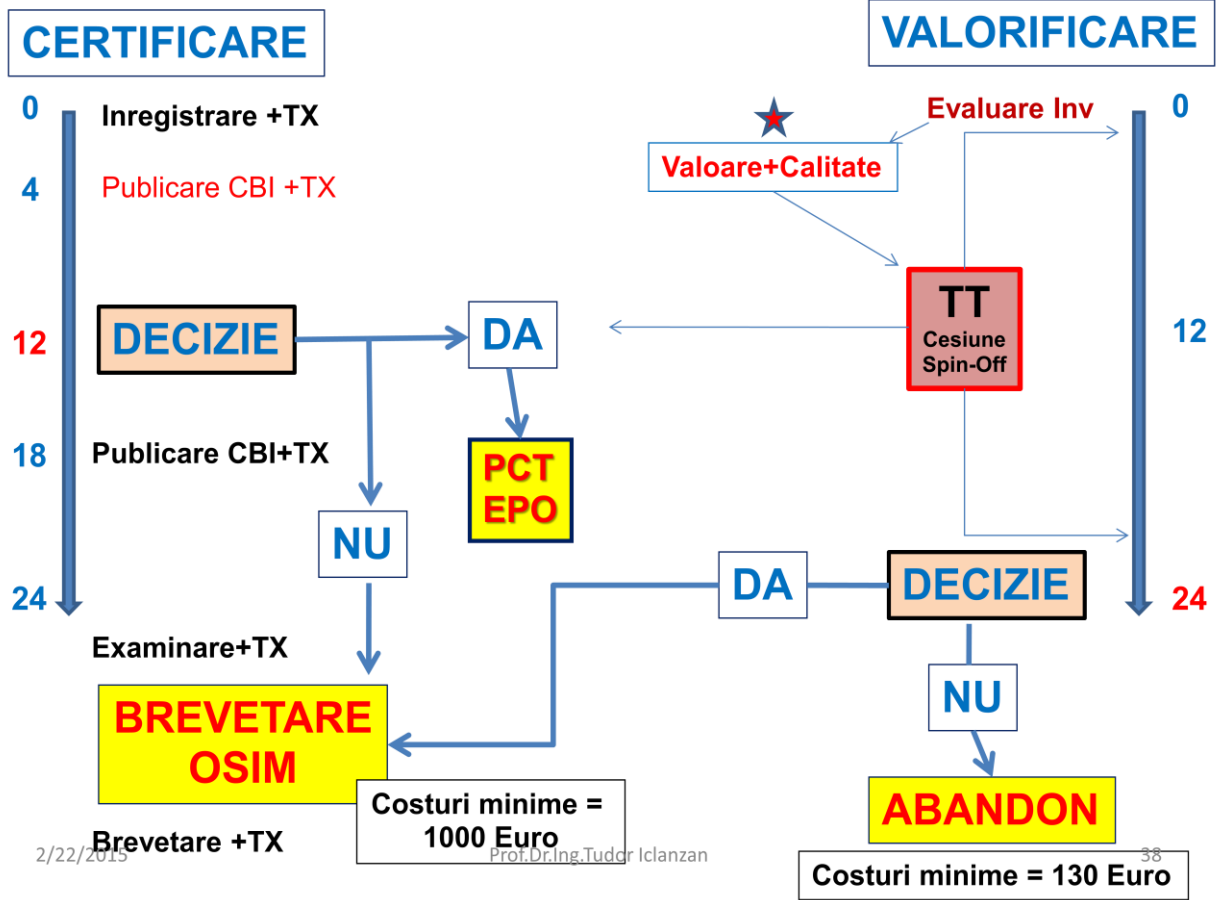 CERTIFICARE
VALORIFICARE
0
Inregistrare +TX
Evaluare Inv
0
Valoare+Calitate
4
Publicare CBI +TX
TT
Cesiune
Spin-Off
12
DECIZIE
DA
12
18
Publicare CBI+TX
PCT
EPO
NU
DA
DECIZIE
24
24
Examinare+TX
NU
BREVETARE
OSIM
Costuri minime =
1000 Euro
ABANDON
Brevetare +TX
2/22/2015
Prof.Dr.Ing.Tudor Iclanzan
38
Costuri minime = 130 Euro